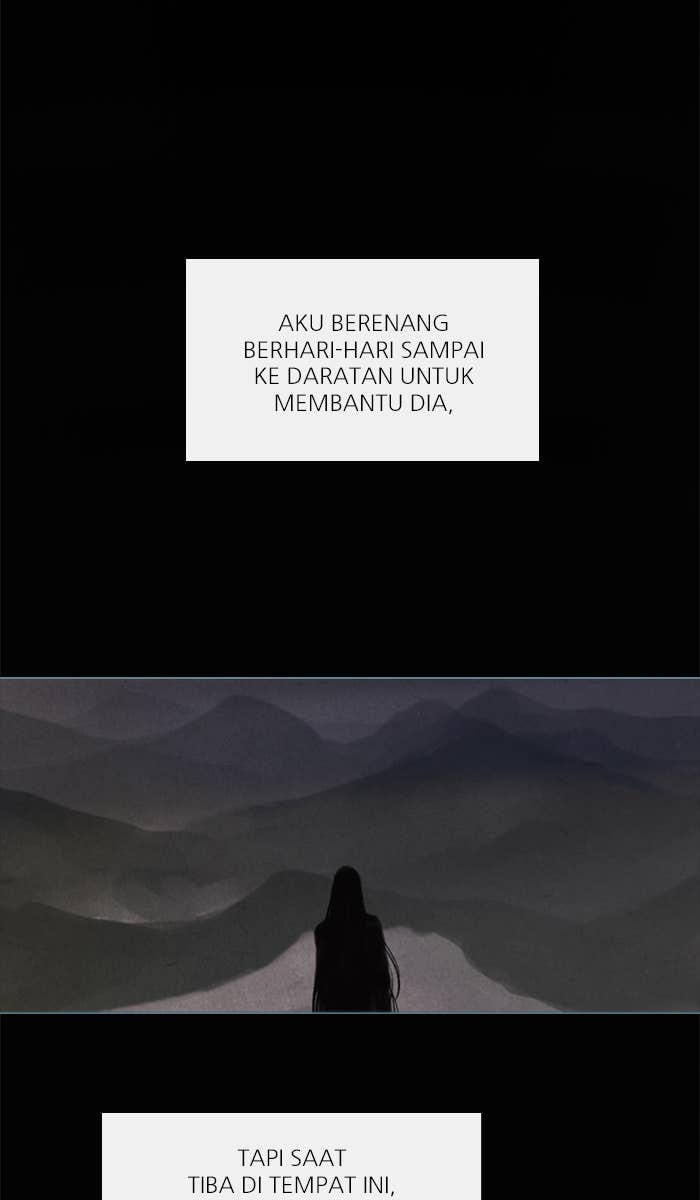 AKU BERENANG
BERHARI-HARI SAMPAI
KE DARATAN UNTUK
MEMBANTU DIA,
TAPI SAAT
TIBA DI TEMPAT INI,